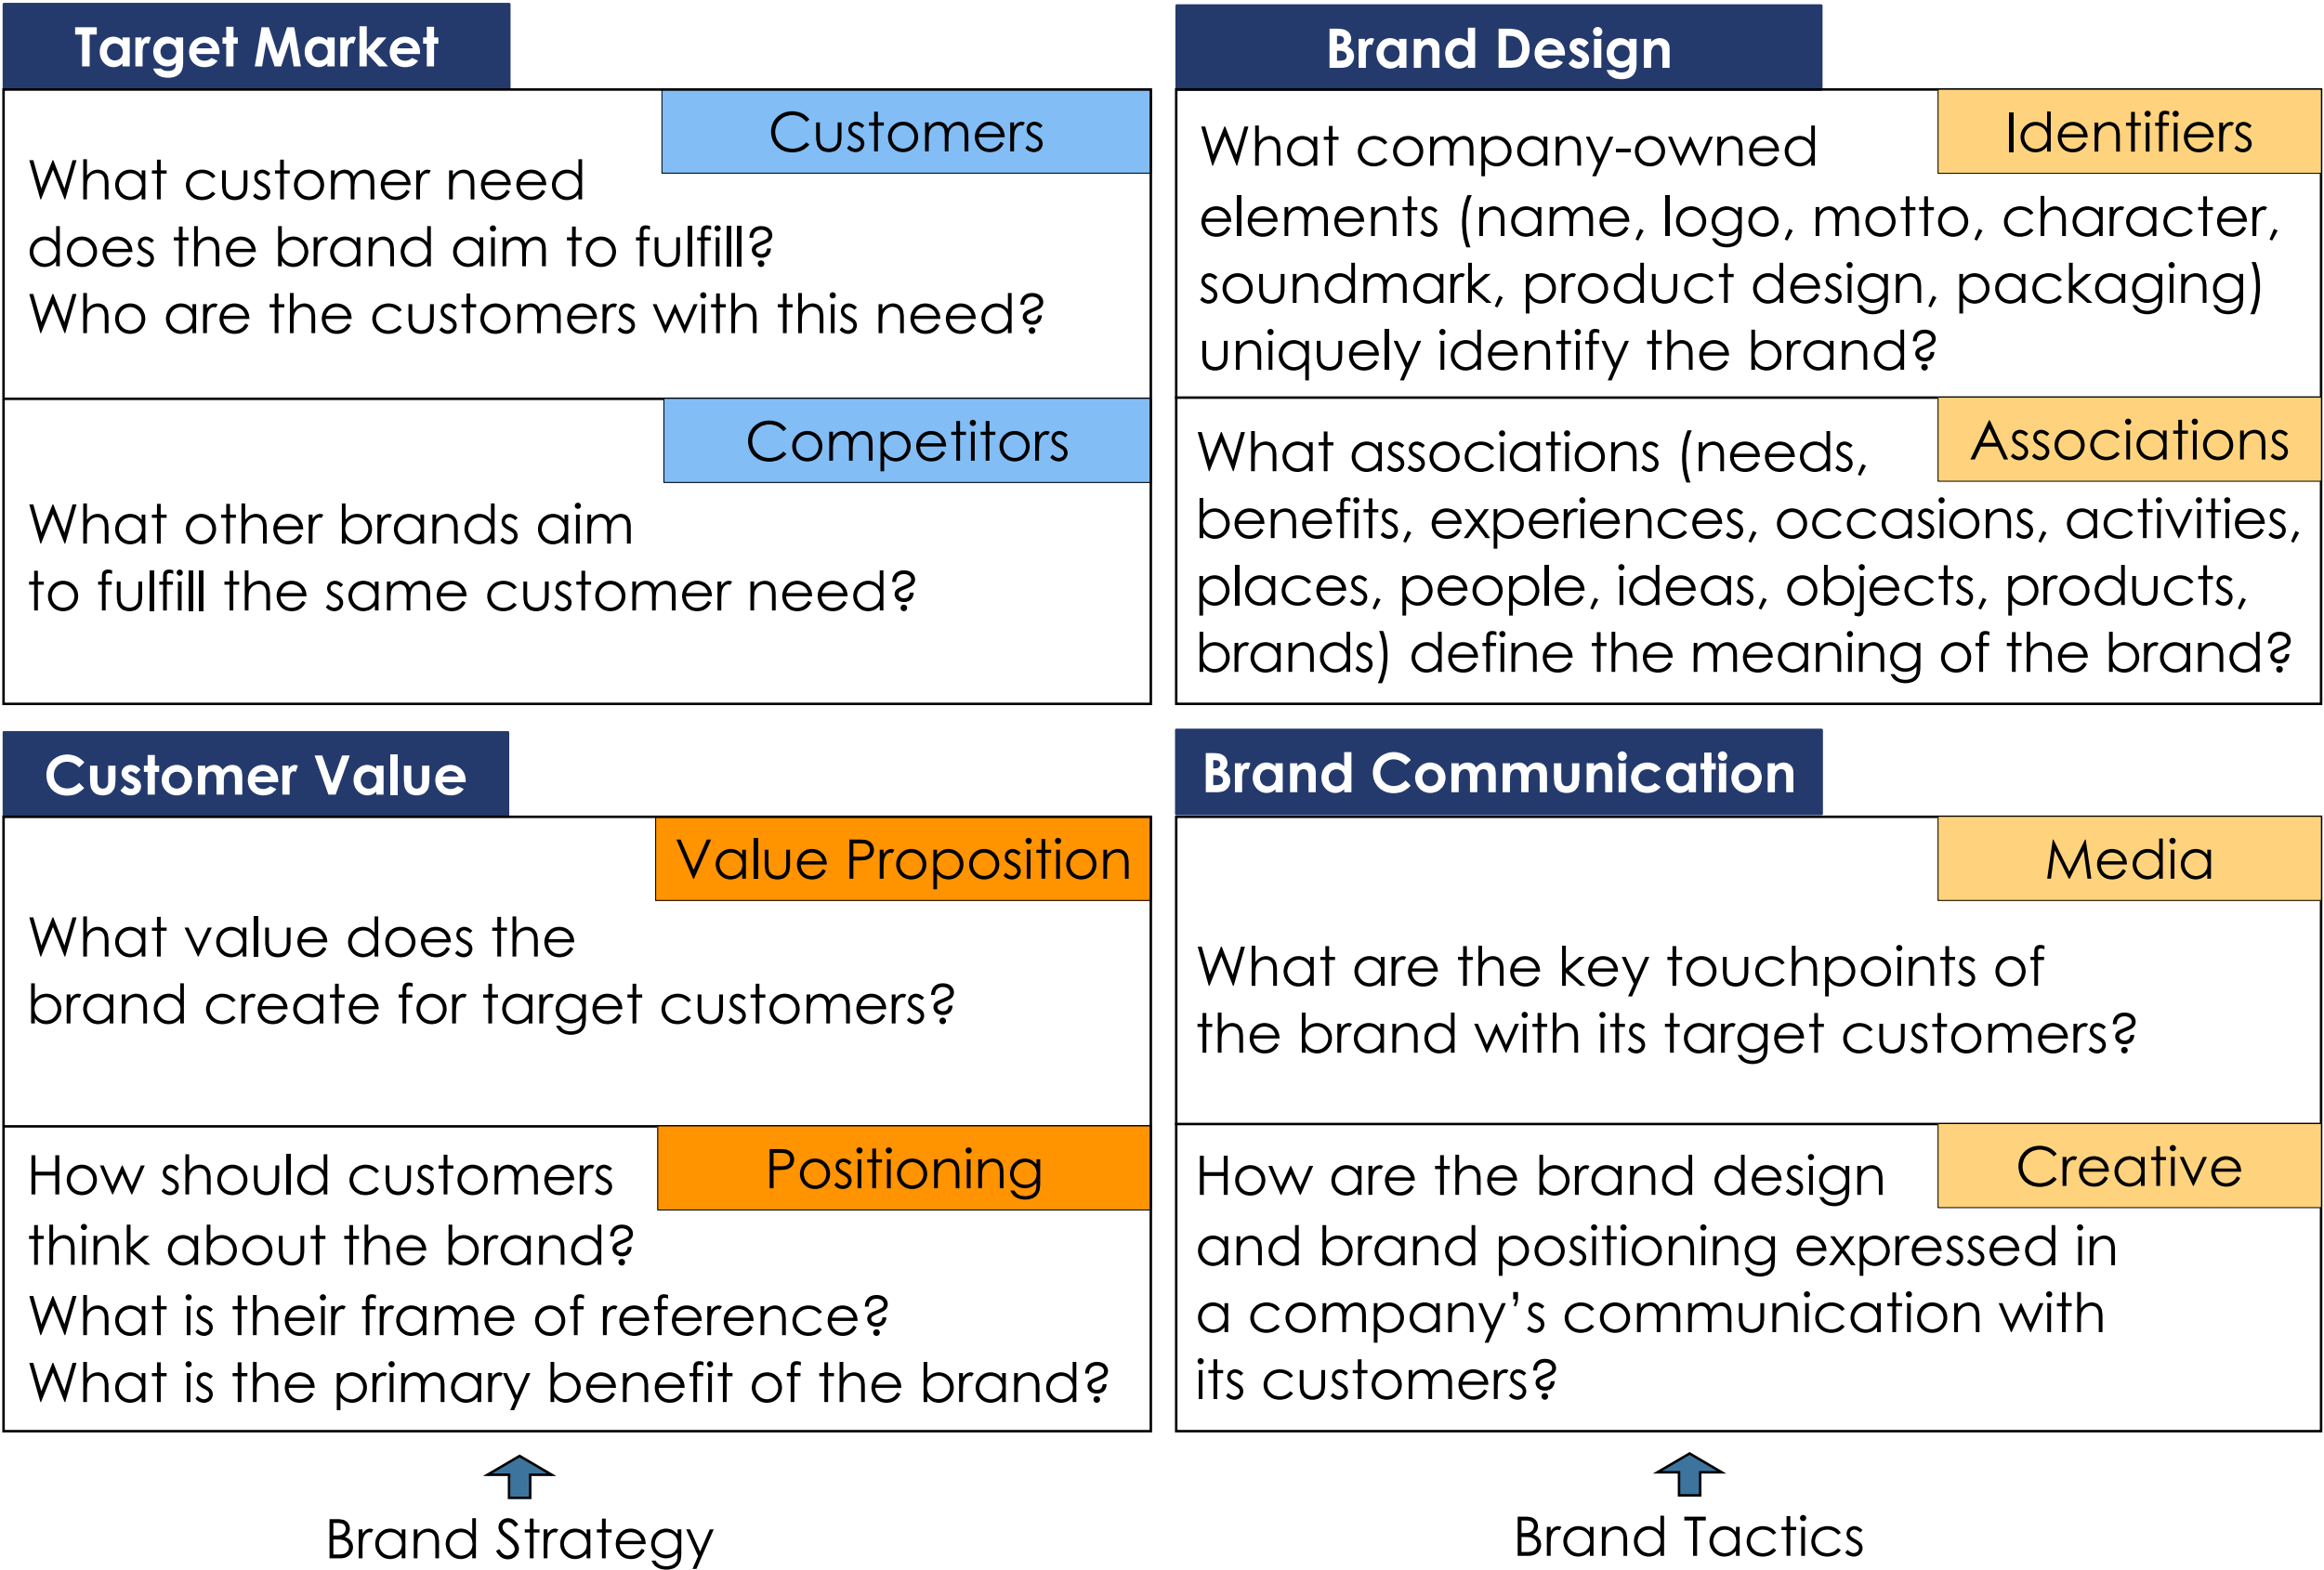 Target Market
Customers
What customer need
does the brand aim to fulfill?
Who are the customers with this need?
Competitors
What other brands aim
to fulfill the same customer need?
Customer Value
Value Proposition
What value does the
brand create for target customers?
Positioning
How should customers
think about the brand?
What is their frame of reference?
What is the primary benefit of the brand?
Brand Strategy
Brand Design
Identifiers
What company-owned
elements (name, logo, motto, character,
soundmark, product design, packaging)
uniquely identify the brand?
Associations
What associations (needs,
benefits, experiences, occasions, activities,
places, people, ideas, objects, products,
brands) define the meaning of the brand?
Brand Communication
Media
What are the key touchpoints of
the brand with its target customers?
Creative
How are the brand design
and brand positioning expressed in
a company’s communication with
its customers?
Brand Tactics